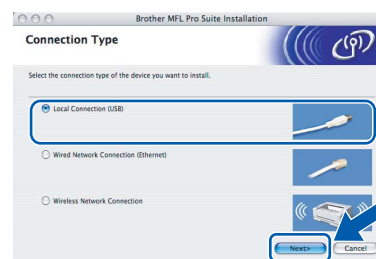 Brother MFL Pro Suite Installation
Connection Type
Select the connection type of the device you want to install.
Local Connection (USB)
Wired Network Connection (Ethernet)
Wireless Network Connection
Next>
Cancel